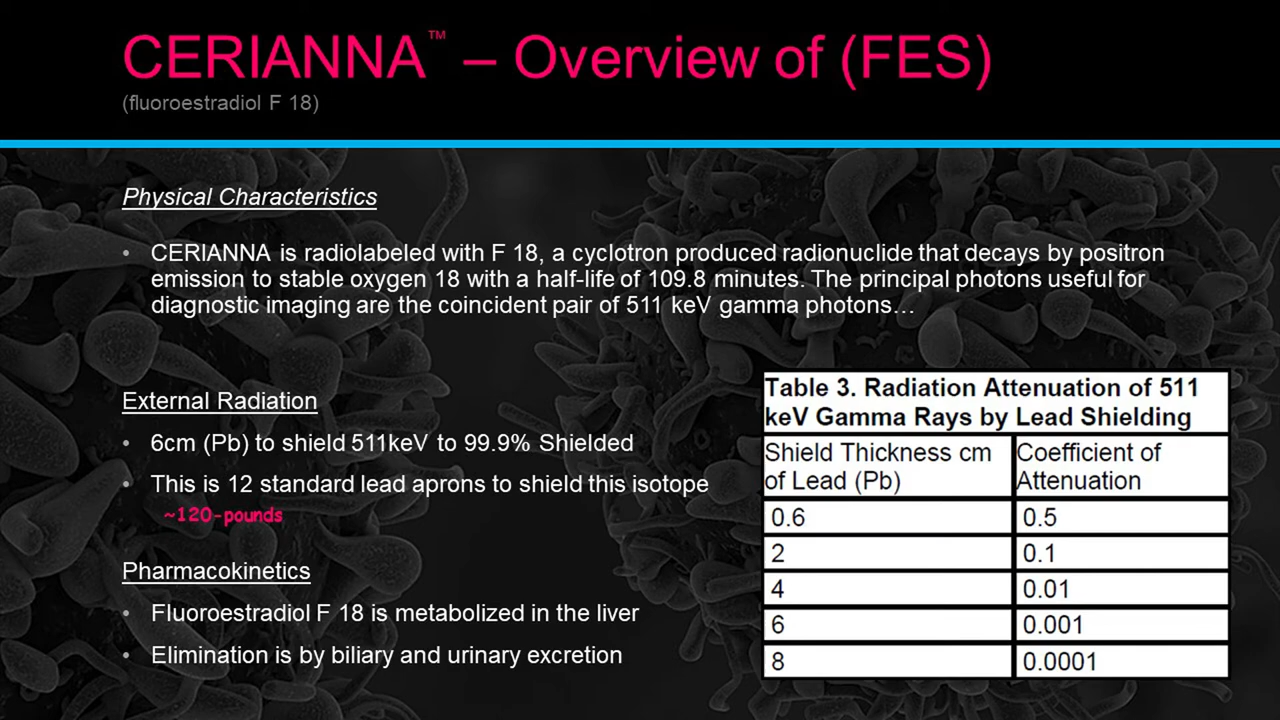 CERIANNA™ – Overview of (FES)
(fluoroestradiol F 18)
Physical Characteristics
• CERIANNA is radiolabeled with F 18, a cyclotron produced radionuclide that decays by positron
emission to stable oxygen 18 with a half-life of 109.8 minutes. The principal photons useful for
diagnostic imaging are the coincident pair of 511 keV gamma photons…
External Radiation
• 6cm (Pb) to shield 511keV to 99.9% Shielded
• This is 12 standard lead aprons to shield this isotope
~120-pounds
Pharmacokinetics
• Fluoroestradiol F 18 is metabolized in the liver
• Elimination is by biliary and urinary excretion
Table 3. Radiation Attenuation of 511
keV Gamma Rays by Lead Shielding
Shield Thickness cm
of Lead (Pb)
Coefficient of
Attenuation
0.6 0.5
2 0.1
4 0.01
6 0.001
8 0.0001